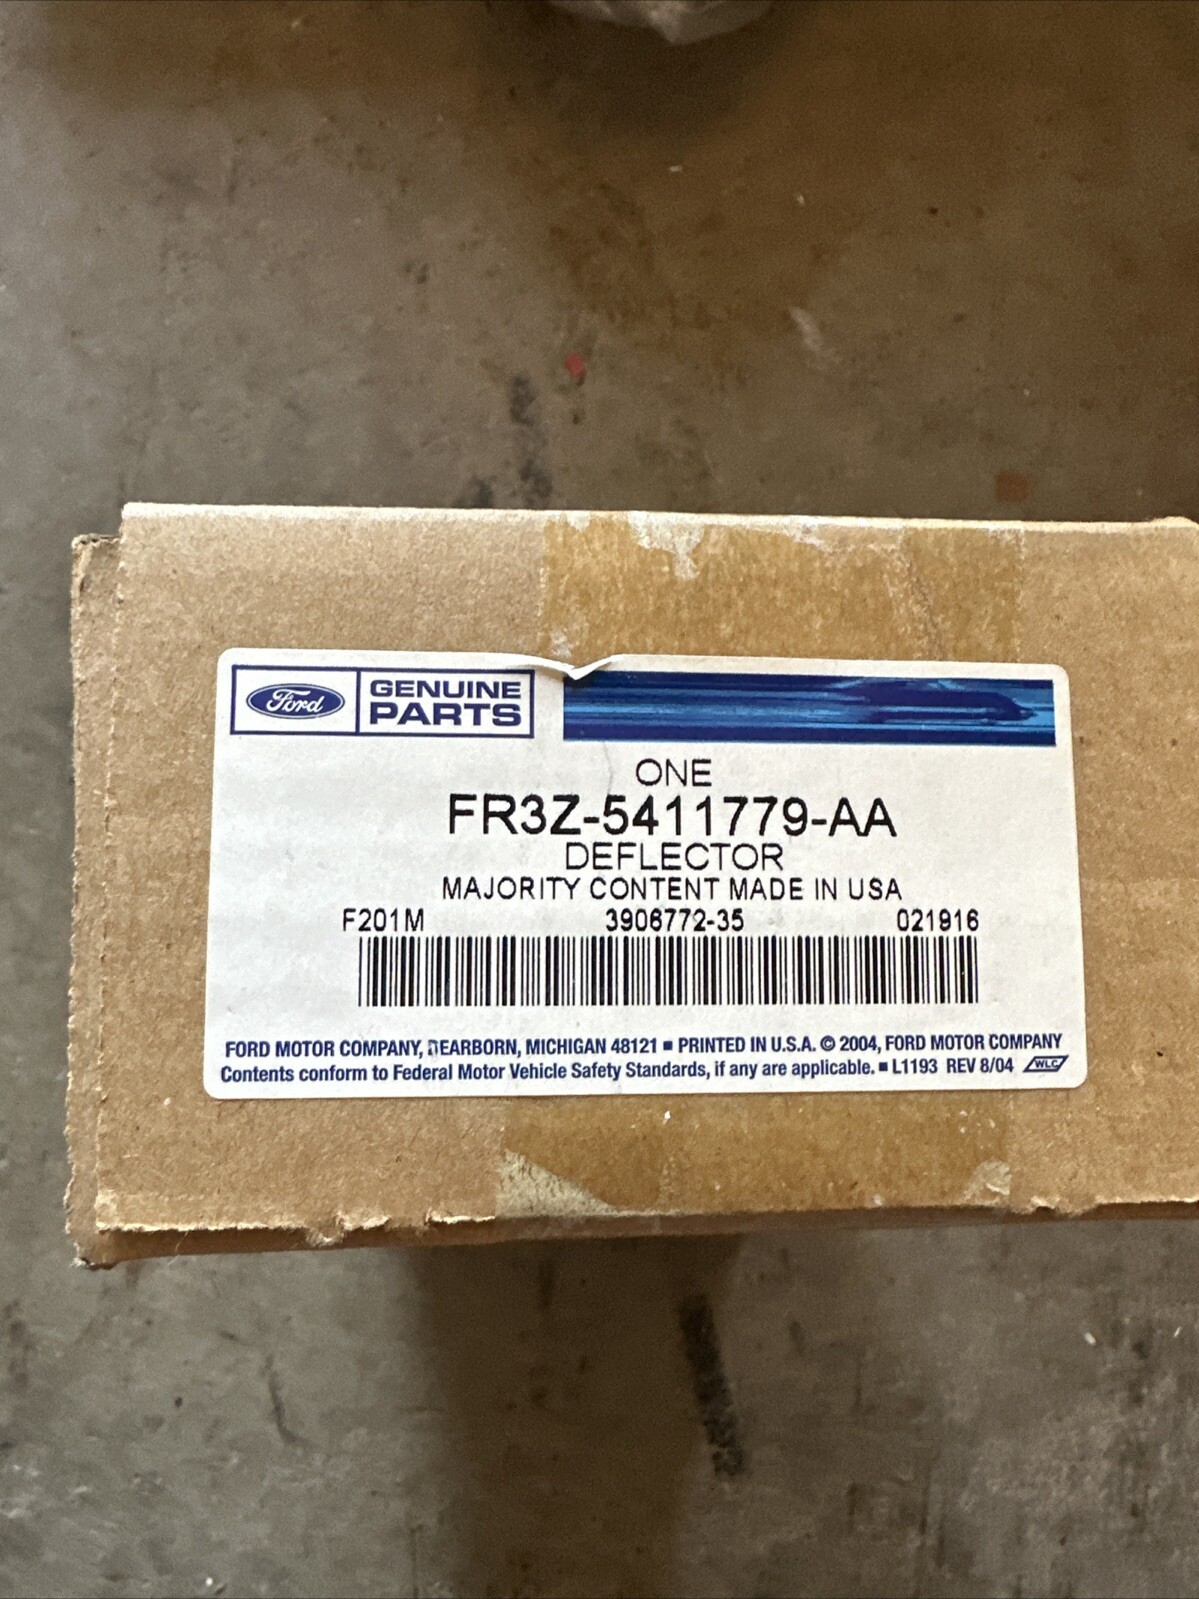 Ford
GENUINE
PARTS
ONE
FR3Z-5411779-AA
DEFLECTOR
MAJORITY CONTENT MADE IN USA
F201M 3906772-35 021916
FORD MOTOR COMPANY, DEARBORN, MICHIGAN 48121 ■ PRINTED IN U.S.A. © 2004, FORD MOTOR COMPANY
Contents conform to Federal Motor Vehicle Safety Standards, if any are applicable. ■ L1193 REV 8/04 WLC